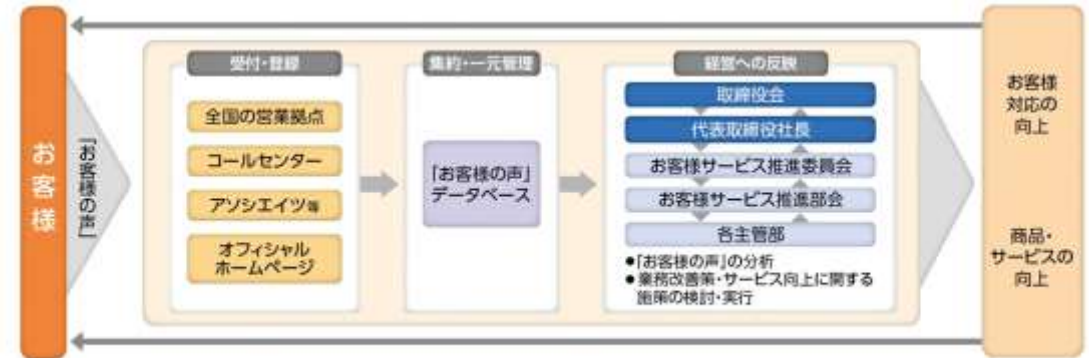 お客様
「お客様の声」
受付・登録
全国の営業拠点
コールセンター
アソシエイツ等
オフィシャル
ホームページ
集約・一元管理
「お客様の声」
データベース
経営への反映
取締役会
代表取締役社長
お客様サービス推進委員会
お客様サービス推進部会
各主管部
●「お客様の声」の分析
●業務改善策・サービス向上に関する
施策の検討・実行
お客様
対応の
向上
商品・
サービスの
向上